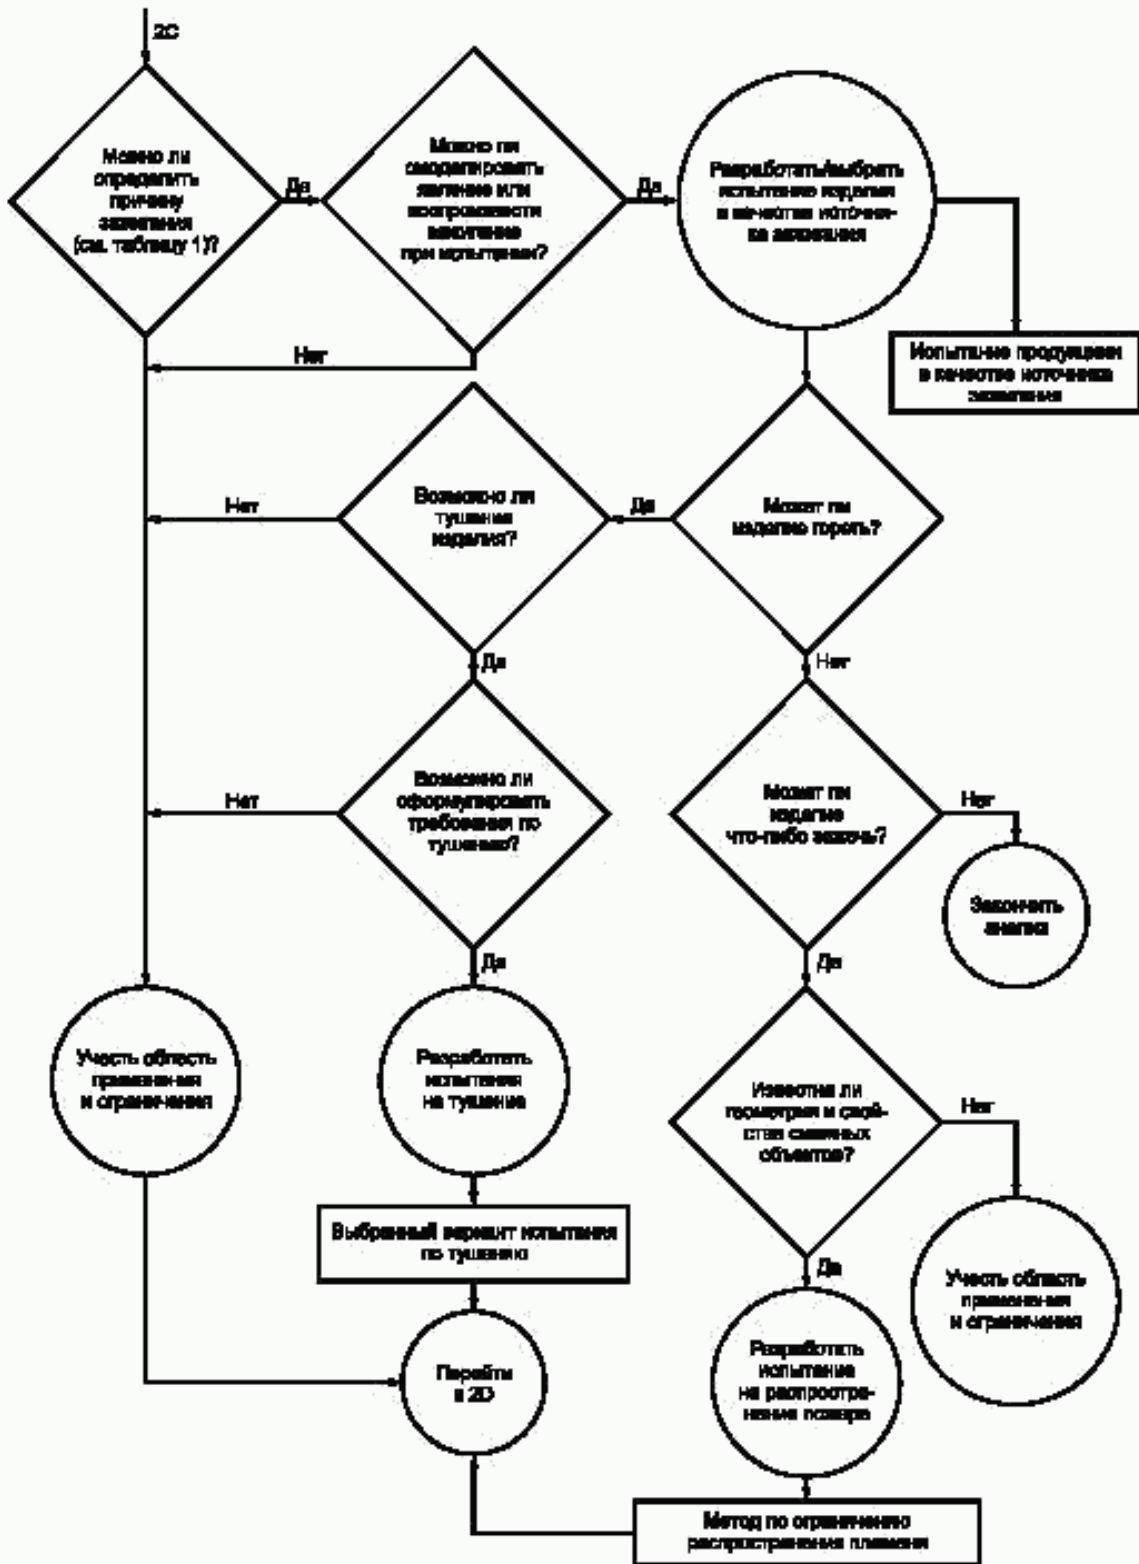 2C
Можно ли
определить
причину
зажигания
(см. таблицу 1)?
Да
Можно ли
смоделировать
явление или
воспроизвести
зажигание
при испытании?
Да
Разработать/выбрать
испытание изделия
в качестве источни-
ка зажигания
Нет
Испытание продукции
в качестве источника
зажигания
Нет
Возможно ли
тушение
изделия?
Да
Может ли
изделие гореть?
Да
Нет
Нет
Возможно ли
сформулировать
требования по
тушению?
Может ли
изделие
что-либо зажечь?
Нет
Закончить
анализ
Да
Да
Учесть область
применения
и ограничения
Разработать
испытания
на тушение
Известна ли
геометрия и свой-
ства смежных
объектов?
Нет
Выбранный вариант испытания
по тушению
Да
Учесть область
применения
и ограничения
Перейти
в 2D
Разработать
испытание
на распростра-
нение пожара
Метод по ограничению
распространения пламени